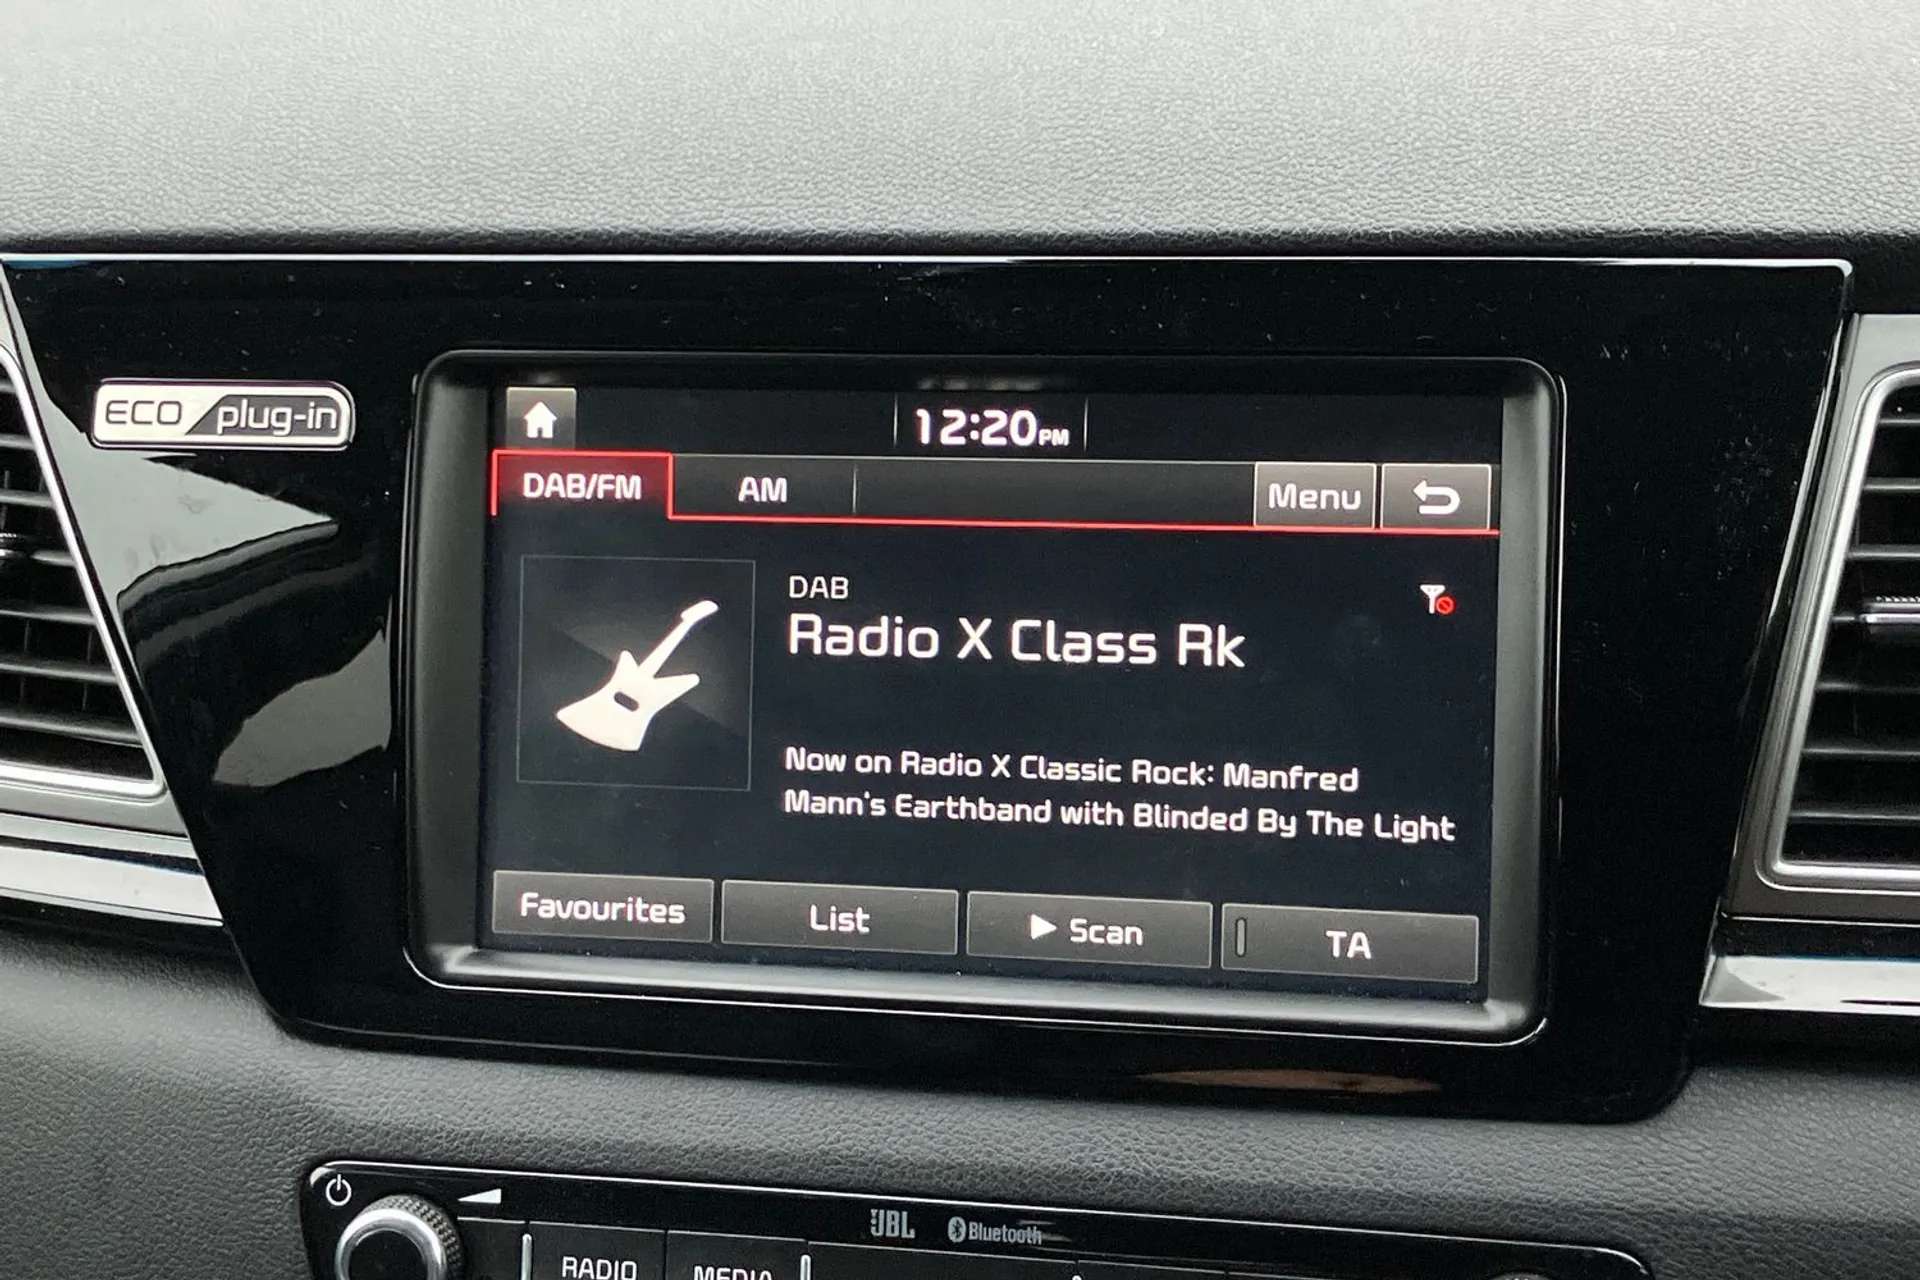 ECO plug-in
12:20PM
DAB/FM
AM
Menu
DAB
Radio X Class Rk
Now on Radio X Classic Rock: Manfred
Mann's Earthband with Blinded By The Light
Favourites
List
Scan
TA
JBL
Bluetooth
RADIO
MEDIA